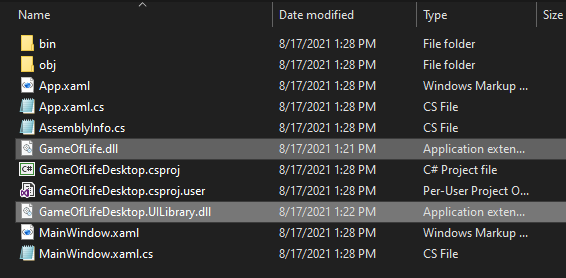 Name Date modified Type Size
bin 8/17/2021 1:28 PM File folder
obj 8/17/2021 1:28 PM File folder
App.xaml 8/17/2021 1:28 PM Windows Markup ...
App.xaml.cs 8/17/2021 1:28 PM CS File
AssemblyInfo.cs 8/17/2021 1:28 PM CS File
GameOfLife.dll 8/17/2021 1:21 PM Application exten...
C# GameOfLifeDesktop.csproj 8/17/2021 1:28 PM C# Project file
GameOfLifeDesktop.csproj.user 8/17/2021 1:28 PM Per-User Project O...
GameOfLifeDesktop.UILibrary.dll 8/17/2021 1:22 PM Application exten...
MainWindow.xaml 8/17/2021 1:28 PM Windows Markup ...
MainWindow.xaml.cs 8/17/2021 1:28 PM CS File